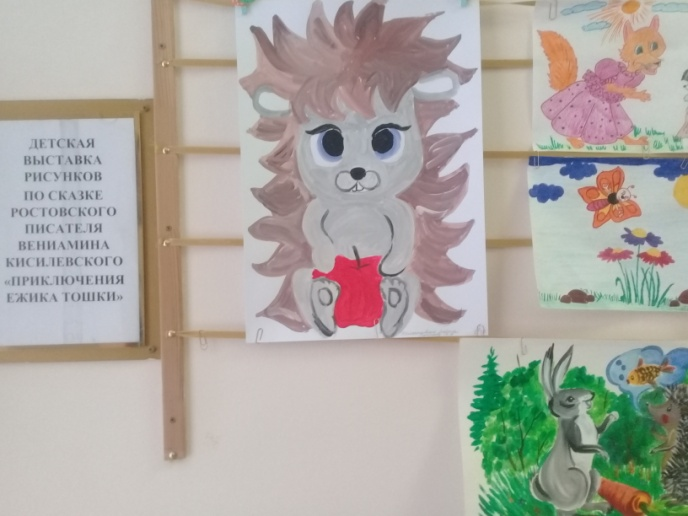 ДЕТСКАЯ
ВЫСТАВКА
РИСУНКОВ
ПО СКАЗКЕ
РОСТОВСКОГО
ПИСАТЕЛЯ
ВЕНИАМИНА
КИСИЛЕВСКОГО
«ПРИКЛЮЧЕНИЯ
ЕЖИКА ТОШКИ»